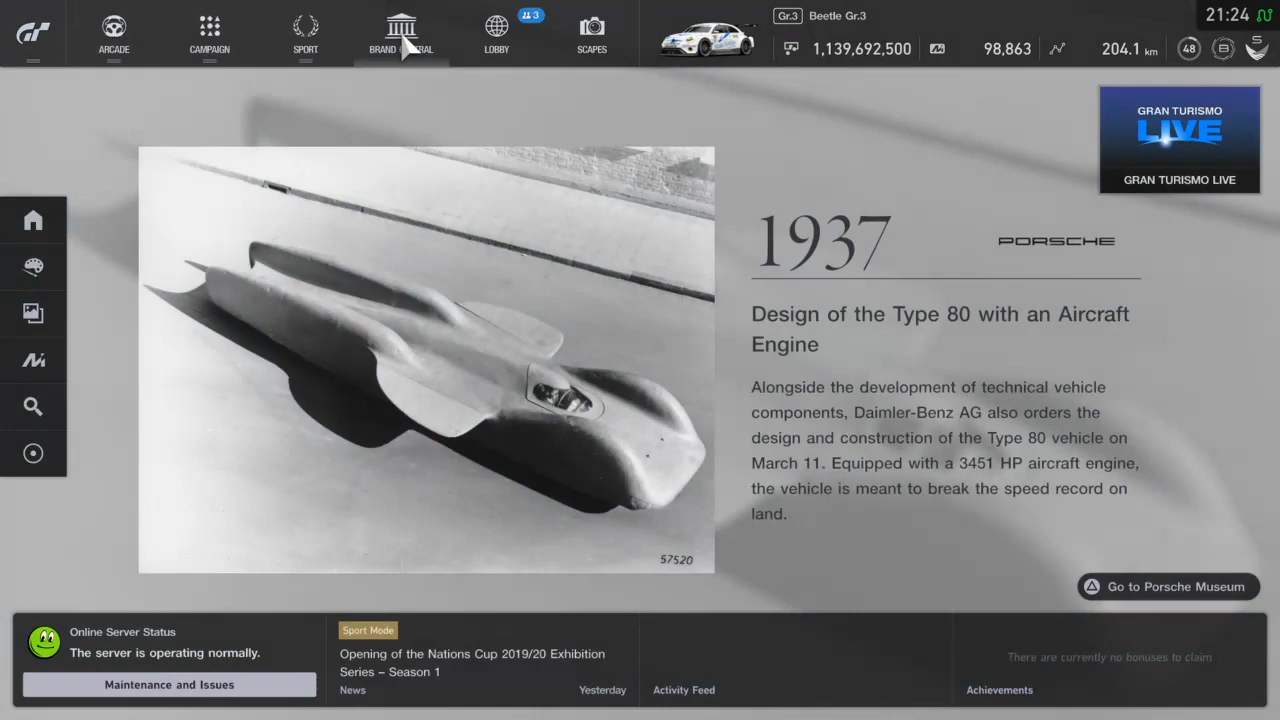 GT
ARCADE
CAMPAIGN
SPORT
BRAND CENTRAL
3
LOBBY
SCAPES
Gr.3 Beetle Gr.3
1,139,692,500
98,863
204.1 km
48
B
S
21:24
GRAN TURISMO
LIVE
GRAN TURISMO LIVE
1937
PORSCHE
Design of the Type 80 with an Aircraft
Engine
Alongside the development of technical vehicle
components, Daimler-Benz AG also orders the
design and construction of the Type 80 vehicle on
March 11. Equipped with a 3451 HP aircraft engine,
the vehicle is meant to break the speed record on
land.
57520
Go to Porsche Museum
Online Server Status
The server is operating normally.
Maintenance and Issues
Sport Mode
Opening of the Nations Cup 2019/20 Exhibition
Series – Season 1
News
Yesterday
Activity Feed
There are currently no bonuses to claim
Achievements